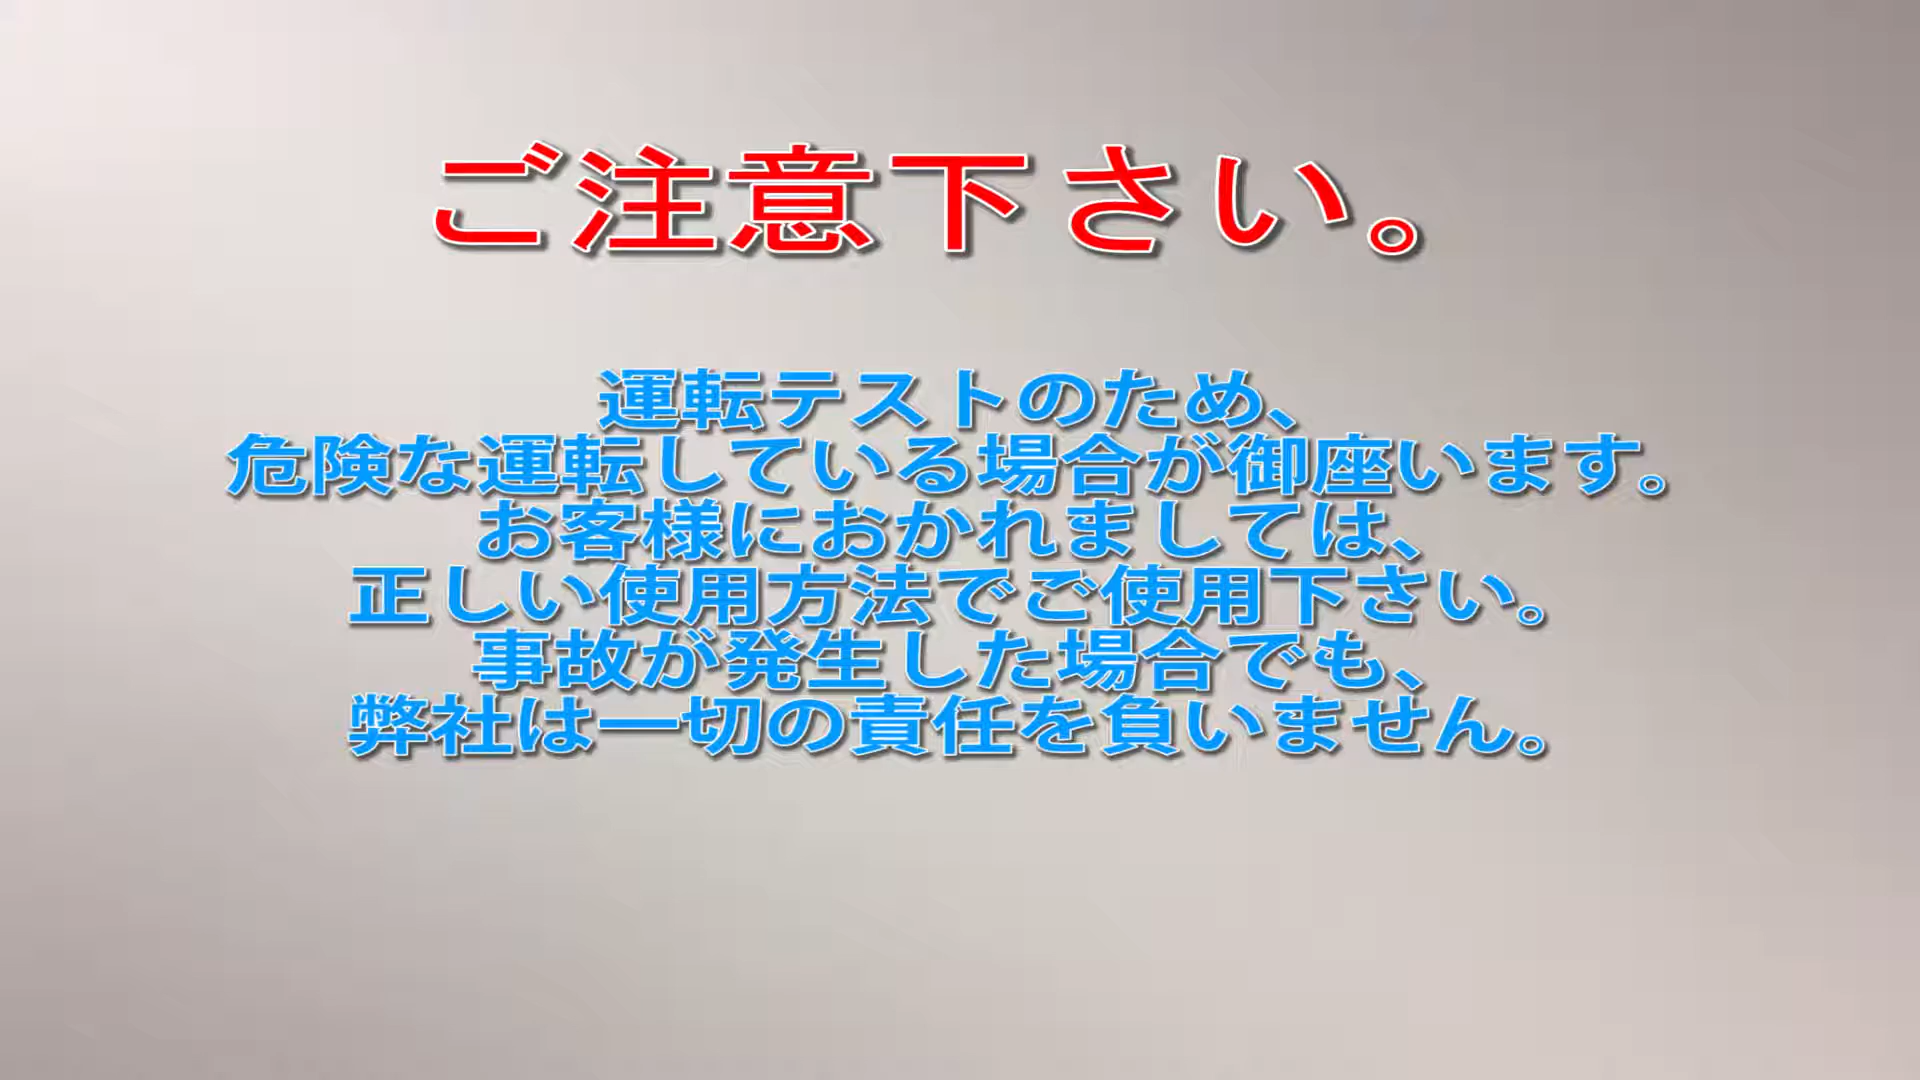 ご注意下さい。
運転テストのため、
危険な運転している場合が御座います。
お客様におかれましては、
正しい使用方法でご使用下さい。
事故が発生した場合でも、
弊社は一切の責任を負いません。